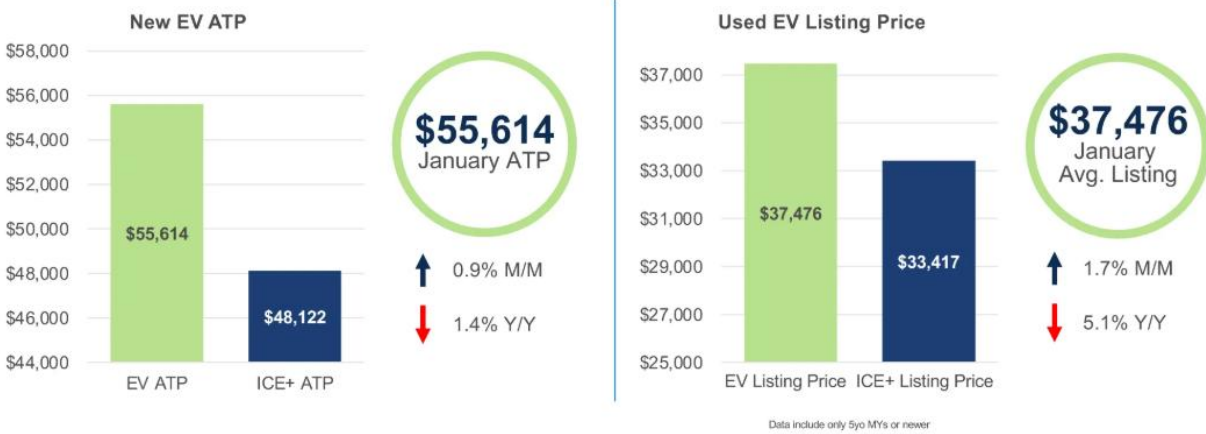 New EV ATP
$58,000
$56,000
$54,000
$52,000
$50,000
$48,000
$46,000
$44,000
$55,614
$48,122
EV ATP
ICE+ ATP
$55,614
January ATP
0.9% M/M
1.4% Y/Y
Used EV Listing Price
$37,000
$35,000
$33,000
$31,000
$29,000
$27,000
$25,000
$37,476
$33,417
EV Listing Price
ICE+ Listing Price
$37,476
January
Avg. Listing
1.7% M/M
5.1% Y/Y
Data include only 5yo MYs or newer